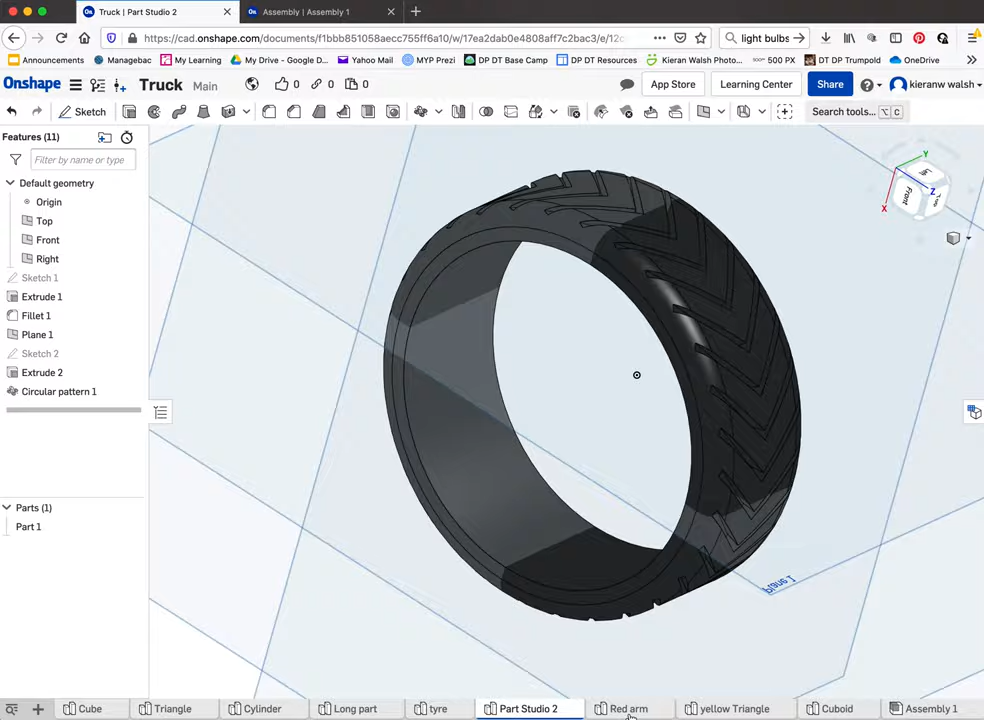 Truck | Part Studio 2
Assembly | Assembly 1
https://cad.onshape.com/documents/f1bbb851058aecc755ff6a10/w/17ea2dab0e4808aff7c2bac3/e/12c
light bulbs
Announcements
Managebac
My Learning
My Drive - Google D...
Yahoo Mail
MYP Prezi
DP DT Base Camp
DP DT Resources
Kieran Walsh Photo...
500 PX
DT DP Trumpold
OneDrive
Onshape
Truck
Main
0
0
0
App Store
Learning Center
Share
kieranw walsh
Sketch
Search tools...
C
Features (11)
Filter by name or type
Default geometry
Origin
Top
Front
Right
Sketch 1
Extrude 1
Fillet 1
Plane 1
Sketch 2
Extrude 2
Circular pattern 1
Parts (1)
Part 1
Y
Z
X
Front
Plane 1
Cube
Triangle
Cylinder
Long part
tyre
Part Studio 2
Red arm
yellow Triangle
Cuboid
Assembly 1